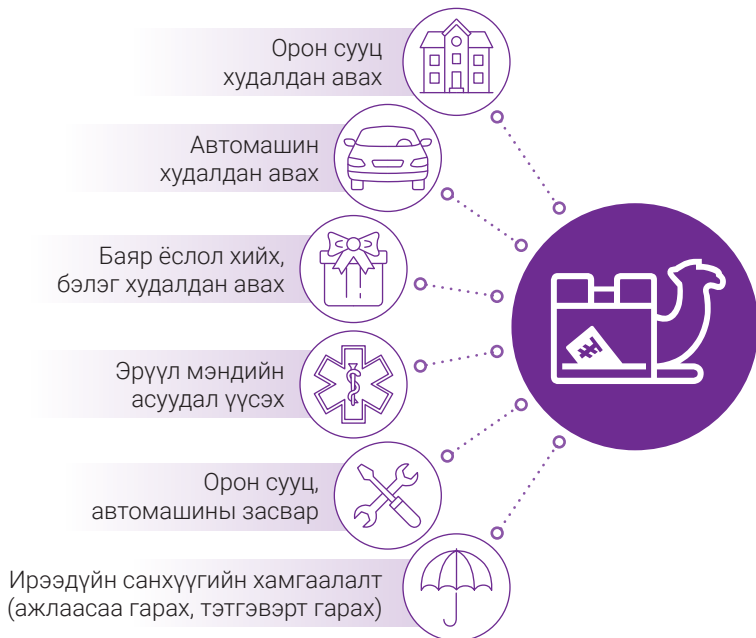 Орон сууц
худалдан авах
Автомашин
худалдан авах
Баяр ёслол хийх,
бэлэг худалдан авах
Эрүүл мэндийн
асуудал үүсэх
Орон сууц,
автомашины засвар
Ирээдүйн санхүүгийн хамгаалалт
(ажлаасаа гарах, тэтгэвэрт гарах)
₮